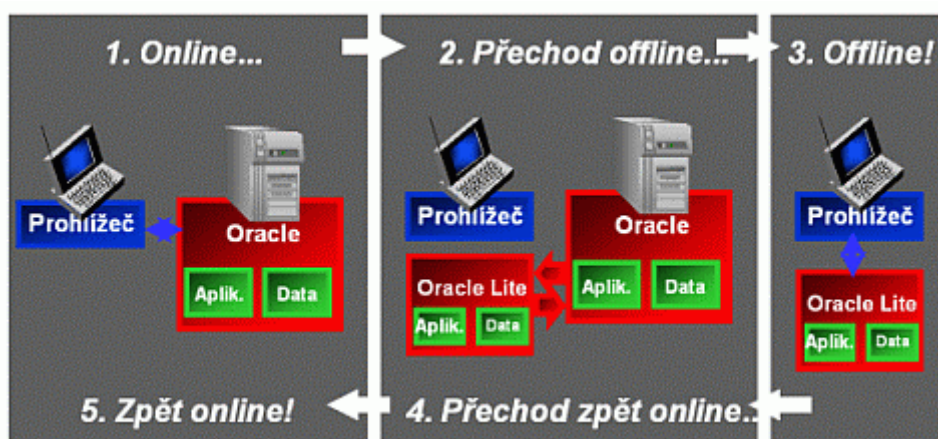 1. Online...
2. Přechod offline...
3. Offline!
Prohlížeč
Oracle
Aplik.
Data
Prohlížeč
Oracle
Aplik.
Data
Oracle Lite
Aplik.
Data
Prohlížeč
Oracle Lite
Aplik.
Data
5. Zpět online!
4. Přechod zpět online..